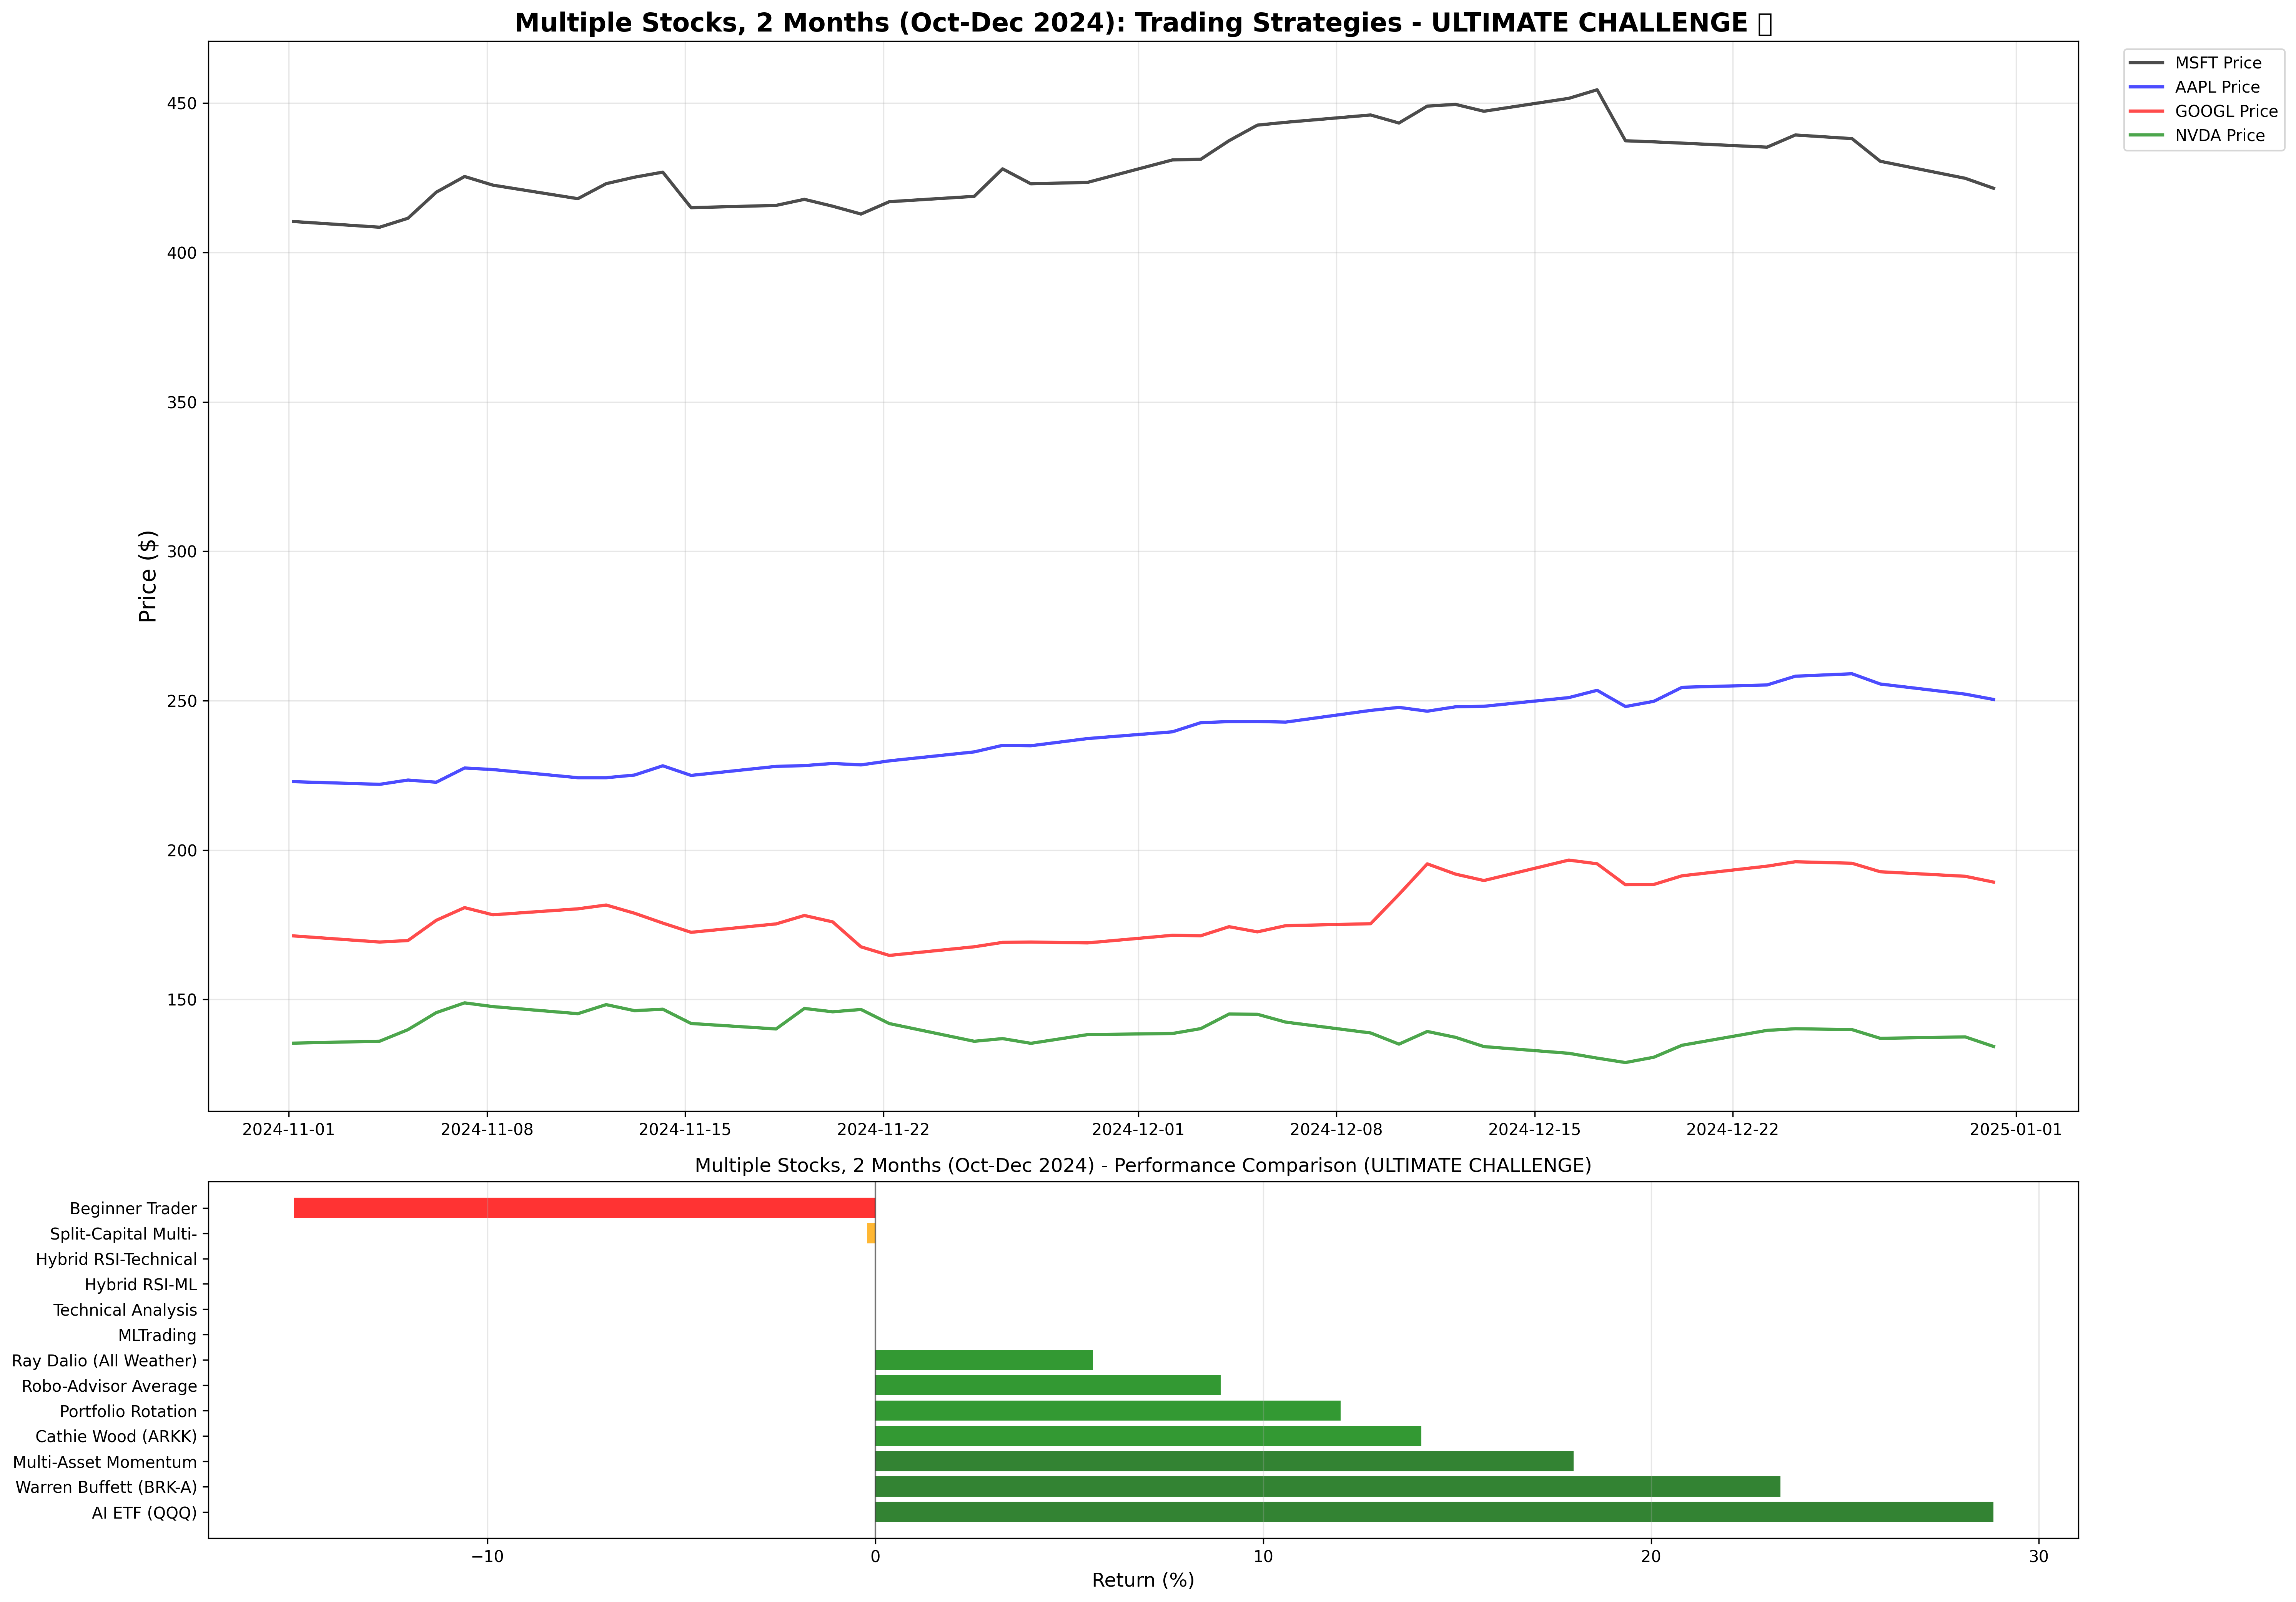 Multiple Stocks, 2 Months (Oct-Dec 2024): Trading Strategies - ULTIMATE CHALLENGE
MSFT Price
AAPL Price
GOOGL Price
NVDA Price
Price ($)
450
400
350
300
250
200
150
2024-11-01 2024-11-08 2024-11-15 2024-11-22 2024-12-01 2024-12-08 2024-12-15 2024-12-22 2025-01-01
Multiple Stocks, 2 Months (Oct-Dec 2024) - Performance Comparison (ULTIMATE CHALLENGE)
Beginner Trader
Split-Capital Multi-
Hybrid RSI-Technical
Hybrid RSI-ML
Technical Analysis
MLTrading
Ray Dalio (All Weather)
Robo-Advisor Average
Portfolio Rotation
Cathie Wood (ARKK)
Multi-Asset Momentum
Warren Buffett (BRK-A)
AI ETF (QQQ)
−10 0 10 20 30
Return (%)